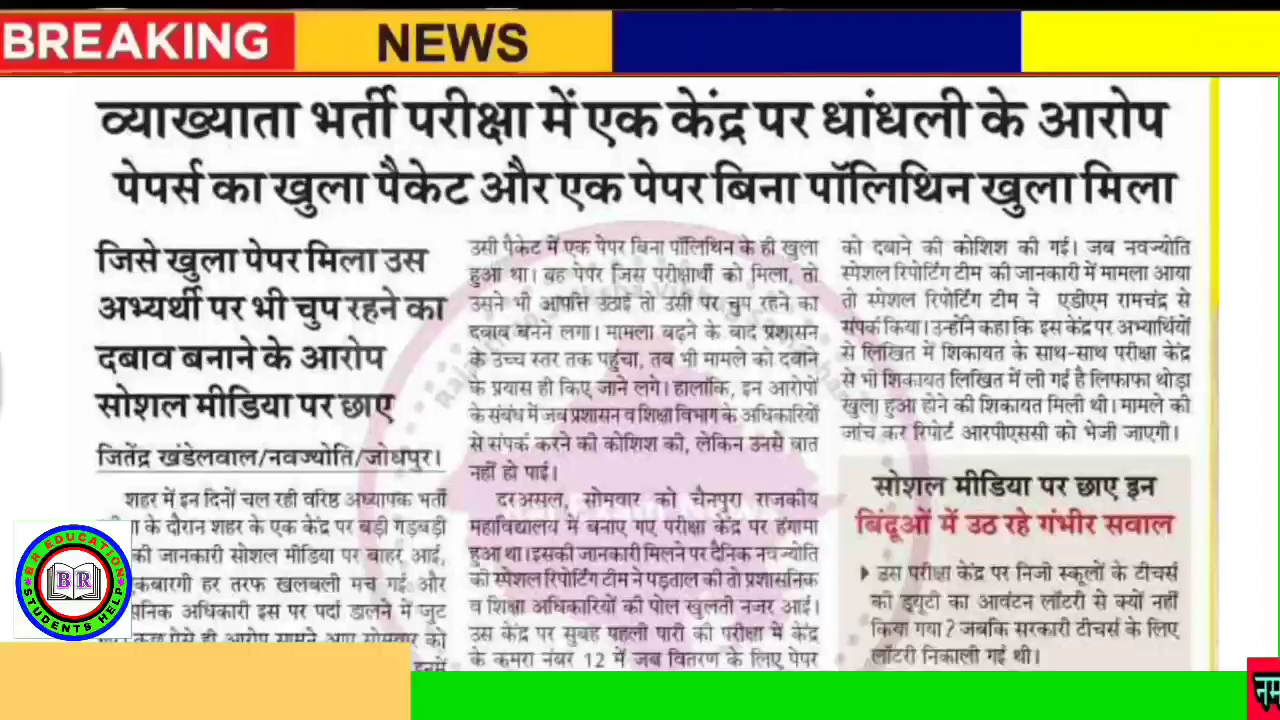 BREAKING NEWS
व्याख्याता भर्ती परीक्षा में एक केंद्र पर धांधली के आरोप
पेपर्स का खुला पैकेट और एक पेपर बिना पॉलिथिन खुला मिला
जिसे खुला पेपर मिला उस
अभ्यर्थी पर भी चुप रहने का
दबाव बनाने के आरोप
सोशल मीडिया पर छाए
जितेंद्र खंडेलवाल/नवज्योति/जोधपुर।
शहर में इन दिनों चल रही वरिष्ठ अध्यापक भर्ती
के दौरान शहर के एक केंद्र पर बड़ी गड़बड़ी
की जानकारी सोशल मीडिया पर बाहर आई,
कबारगी हर तरफ खलबली मच गई और
निक अधिकारी इस पर पर्दा डालने में जुट
उसी पैकेट में एक पेपर बिना पॉलिथिन के ही खुला
हुआ था। वह पेपर जिस परीक्षार्थी को मिला, तो
उसने भी आपत्ति उठाई तो उसी पर चुप रहने का
दबाव बनने लगा। मामला बढ़ने के बाद प्रशासन
के उच्च स्तर तक पहुंचा, तब भी मामले को दबाने
के प्रयास ही किए जाने लगे। हालांकि, इन आरोपों
के संबंध में जब प्रशासन व शिक्षा विभाग के अधिकारियों
से संपर्क करने की कोशिश की, लेकिन उनसे बात
नहीं हो पाई।
दरअसल, सोमवार को चैनपुरा राजकीय
महाविद्यालय में बनाए गए परीक्षा केंद्र पर हंगामा
हुआ था। इसकी जानकारी मिलने पर दैनिक नवज्योति
की स्पेशल रिपोर्टिंग टीम ने पड़ताल की तो प्रशासनिक
व शिक्षा अधिकारियों की पोल खुलती नजर आई।
उस केंद्र पर सुबह पहली पारी की परीक्षा में केंद्र
के कमरा नंबर 12 में जब वितरण के लिए पेपर
को दबाने की कोशिश की गई। जब नवज्योति
स्पेशल रिपोर्टिंग टीम की जानकारी में मामला आया
तो स्पेशल रिपोर्टिंग टीम ने एडीएम रामचंद्र से
संपर्क किया। उन्होंने कहा कि इस केंद्र पर अभ्यार्थियों
से लिखित में शिकायत के साथ-साथ परीक्षा केंद्र
से भी शिकायत लिखित में ली गई है लिफाफा थोड़ा
खुला हुआ होने की शिकायत मिली थी। मामले की
जांच कर रिपोर्ट आरपीएससी को भेजी जाएगी।
सोशल मीडिया पर छाए इन
बिंदूओं में उठ रहे गंभीर सवाल
उस परीक्षा केंद्र पर निजी स्कूलों के टीचर्स
की ड्यूटी का आवंटन लॉटरी से क्यों नहीं
किया गया? जबकि सरकारी टीचर्स के लिए
लॉटरी निकाली गई थी।
BR EDUCATION
BR
STUDENTS HELP
नम